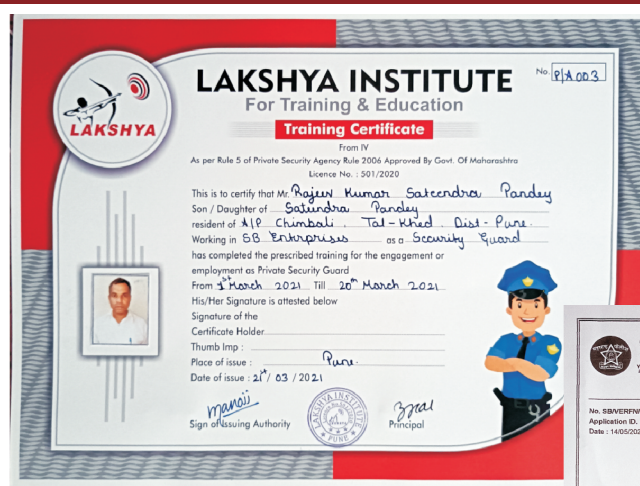 LAKSHYA INSTITUTE
For Training & Education
No. P/A 003
LAKSHYA
Training Certificate
From IV
As per Rule 5 of Private Security Agency Rule 2006 Approved By Govt. Of Maharashtra
Licence No. : 501/2020
This is to certify that Mr. Rajeev Kumar Sateendra Pandey
Son / Daughter of Satundra Pandey
resident of A/P Chimbali, Tal-Khed, Dist-Pune.
Working in SB Enterprises as a Security Guard
has completed the prescribed training for the engagement or
employment as Private Security Guard
From 1st March 2021 Till 20th March 2021
His/Her Signature is attested below
Signature of the
Certificate Holder
Thumb Imp :
Place of issue : Pune.
Date of issue : 21st / 03 / 2021
Manoj
Sign of Issuing Authority
LAKSHYA INSTITUTE
PUNE
Principal
No. SB/VERFN/
Application ID.
Date : 14/05/202